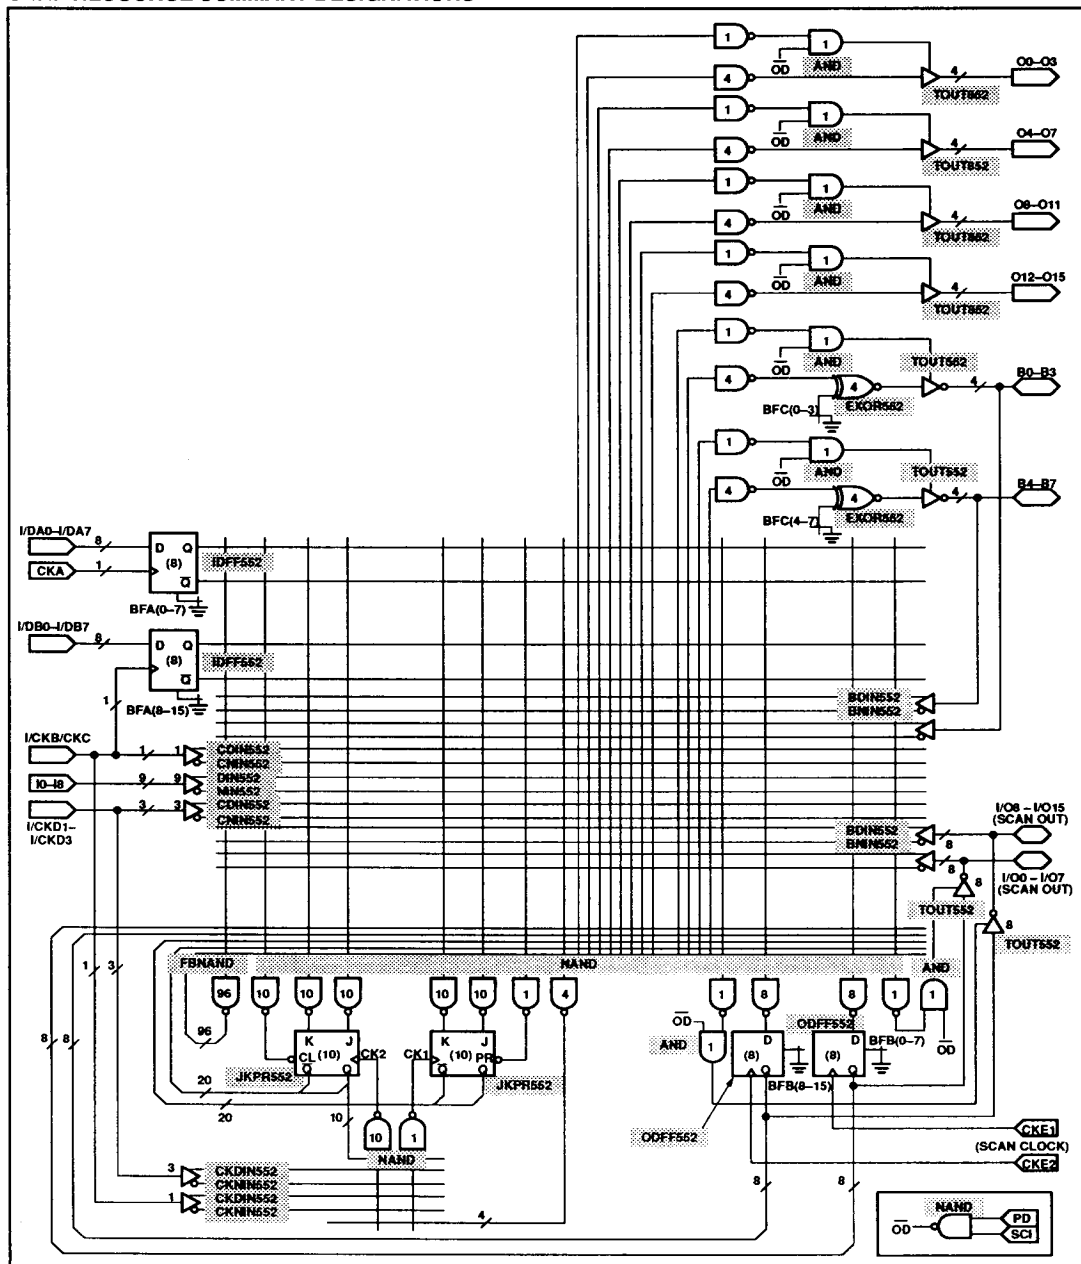 1
1
OD
AND
4
4
TOUT552
O0–O3
1
1
OD
AND
4
4
TOUT552
O4–O7
1
1
OD
AND
4
4
TOUT552
O8–O11
1
1
OD
AND
4
4
TOUT552
O12–O15
1
1
OD
AND
TOUT552
4
4
4
B0–B3
BFC(0–3)
EXOR552
1
1
OD
AND
TOUT552
4
4
4
B4–B7
BFC(4–7)
EXOR552
I/DA0–I/DA7
8
D Q
(8)
Q
IDFF552
CKA
1
BFA(0–7)
I/DB0–I/DB7
8
D Q
(8)
Q
IDFF552
1
BFA(8–15)
BDIN552
BNIN552
I/CKB/CKC
1
1
CDIN552
CNIN552
I0–I8
9
9
DIN552
NIN552
3
3
CDIN552
CNIN552
I/CKD1–
I/CKD3
I/O8 – I/O15
(SCAN OUT)
BDIN552
BNIN552
8
8
I/O0 – I/O7
(SCAN OUT)
8
TOUT552
8
TOUT552
1
3
FBNAND
NAND
AND
96
10
10
10
10
10
1
4
1
8
8
1
1
96
OD
OD
8
8
K J
CL
(10)
Q Q
CK2
CK1
K J
(10)
PR
Q Q
AND
1
D
(8)
Q
ODFF552
D
(8)
Q
BFB(0–7)
BFB(8–15)
JKPR552
JKPR552
20
20
10
10
1
NAND
ODFF552
CKE1
(SCAN CLOCK)
CKE2
3
CKDIN552
CKNIN552
1
CKDIN552
CKNIN552
4
8
8
NAND
OD
PD
SCI